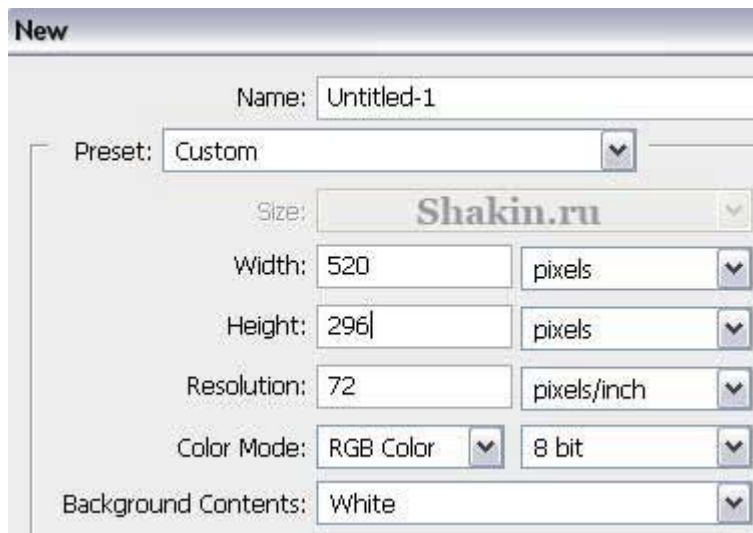 New
Name: Untitled-1
Preset: Custom
Size: Shakin.ru
Width: 520 pixels
Height: 296 pixels
Resolution: 72 pixels/inch
Color Mode: RGB Color 8 bit
Background Contents: White